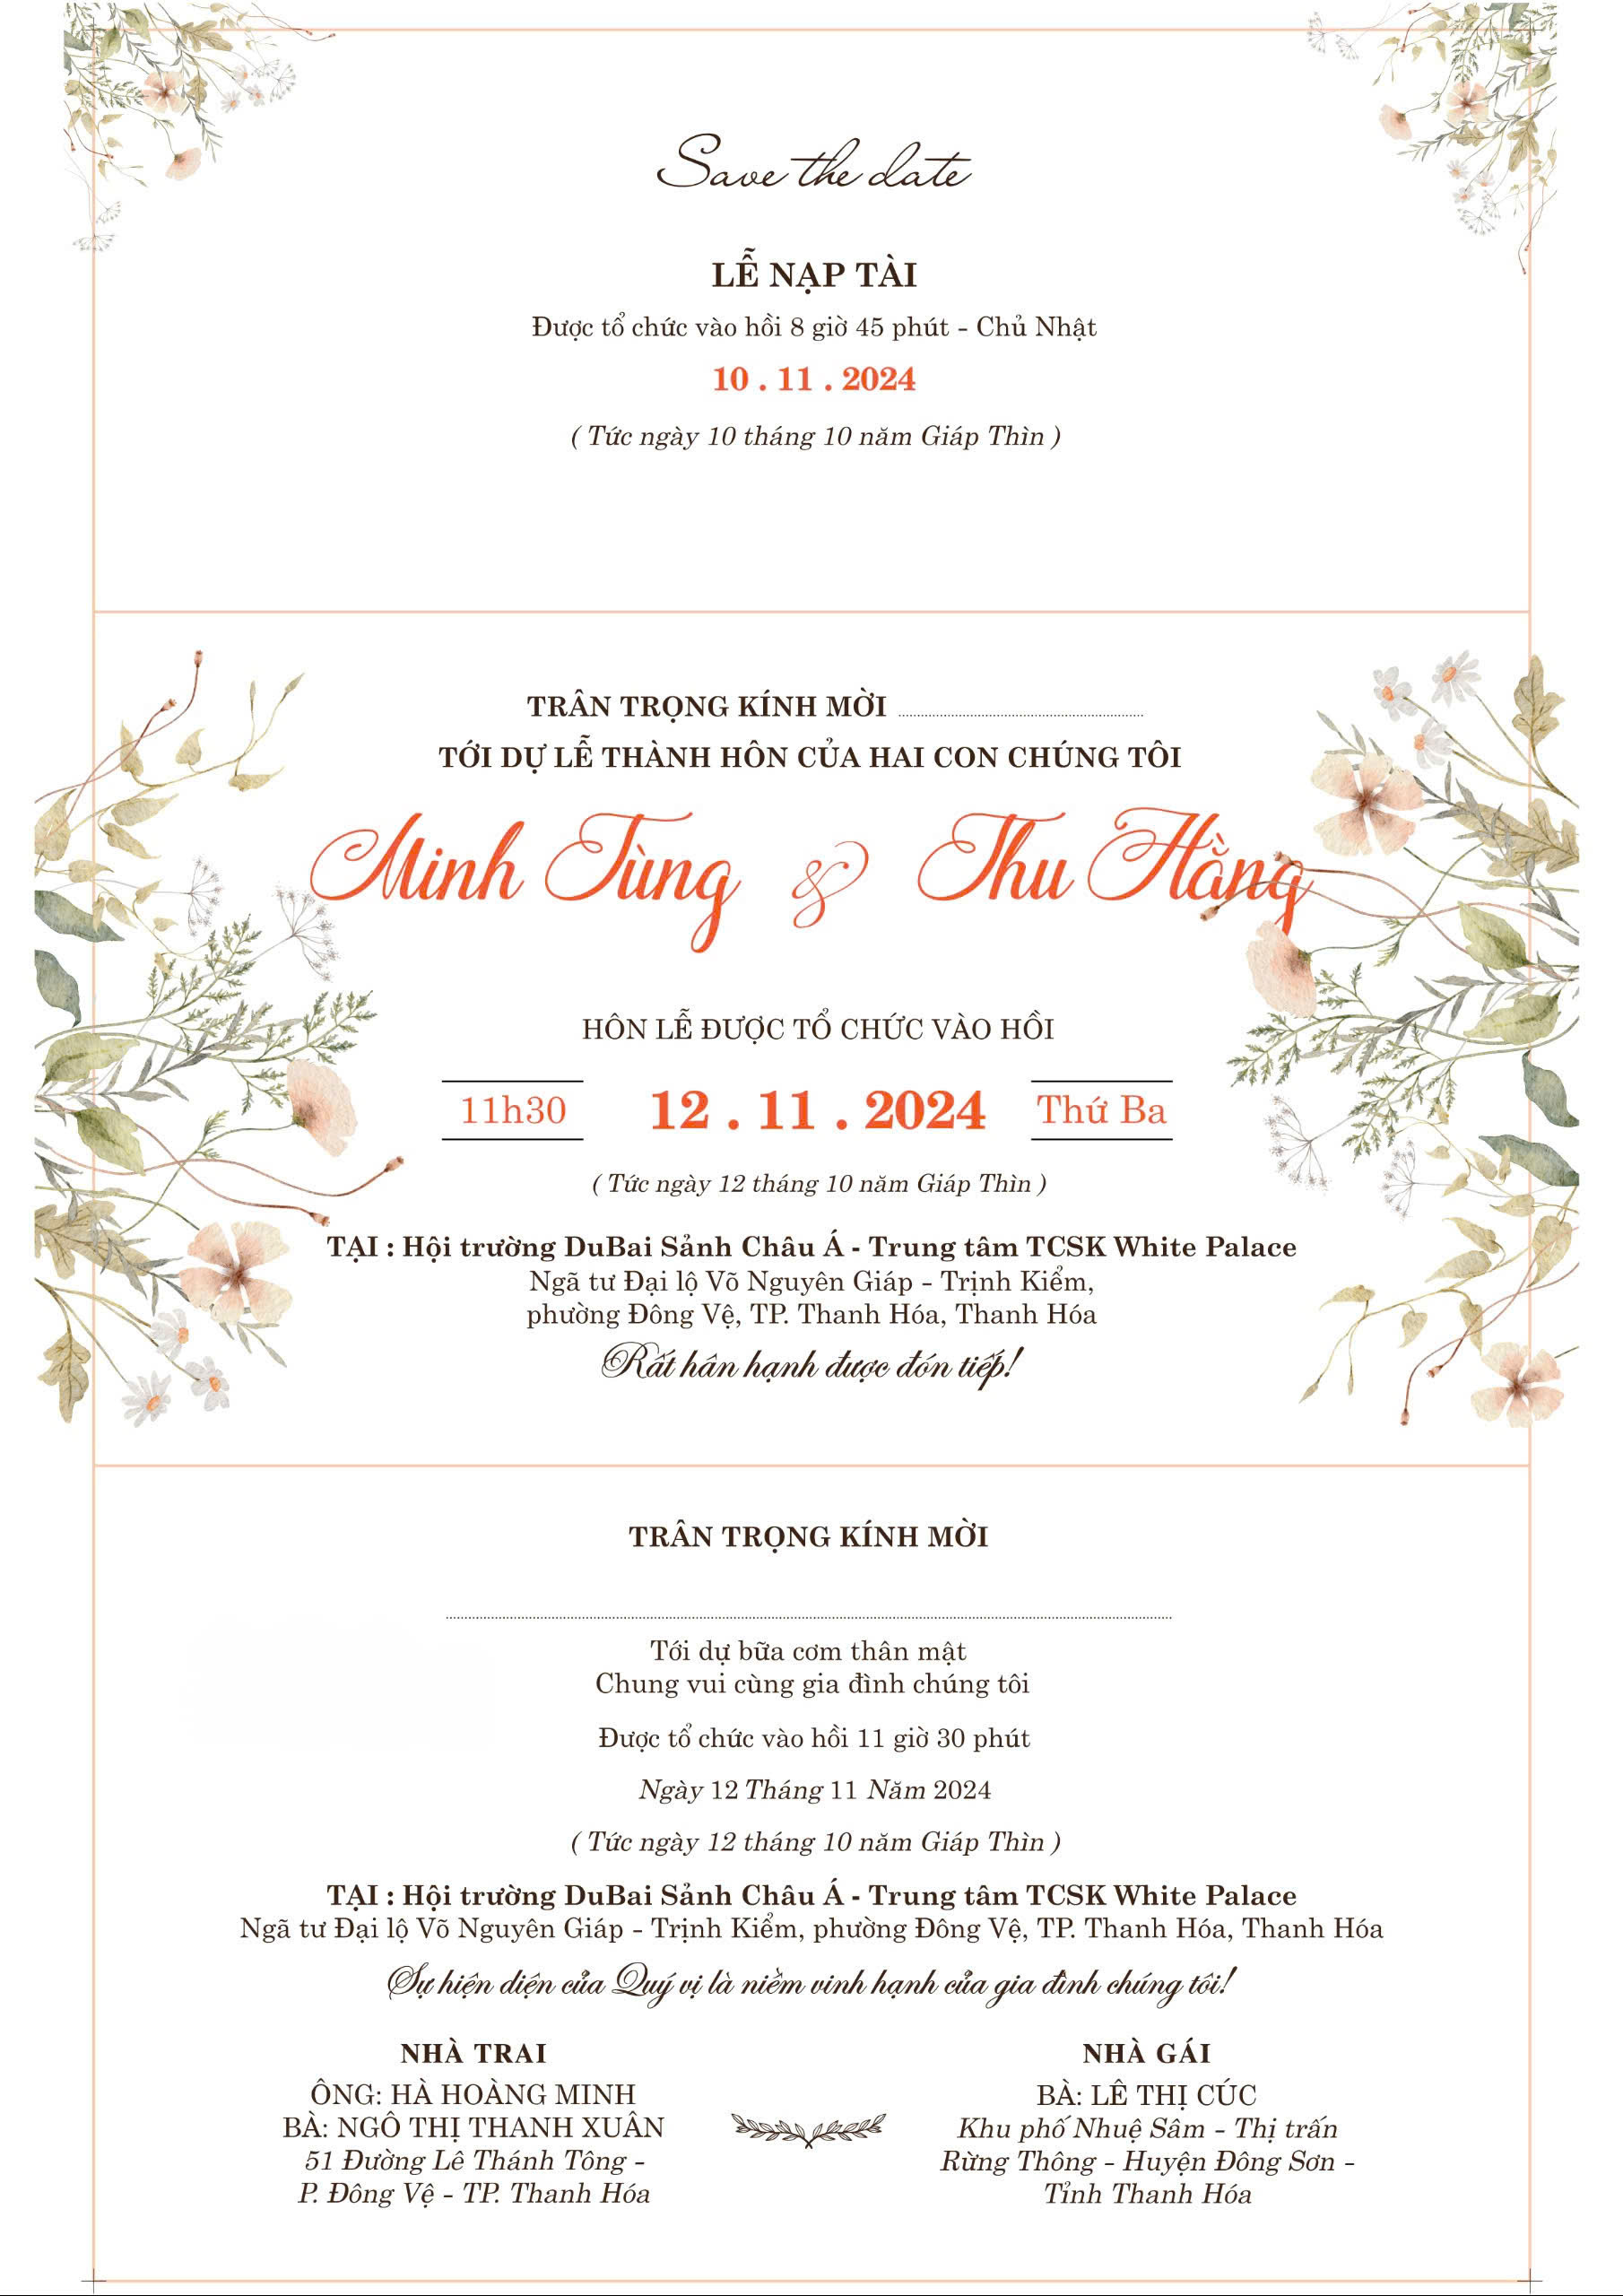 Save the date
LỄ NẠP TÀI
Được tổ chức vào hồi 8 giờ 45 phút - Chủ Nhật
10 . 11 . 2024
( Tức ngày 10 tháng 10 năm Giáp Thìn )
TRÂN TRỌNG KÍNH MỜI
TỚI DỰ LỄ THÀNH HÔN CỦA HAI CON CHÚNG TÔI
Minh Tùng & Thu Hằng
HÔN LỄ ĐƯỢC TỔ CHỨC VÀO HỒI
11h30 12 . 11 . 2024 Thứ Ba
( Tức ngày 12 tháng 10 năm Giáp Thìn )
TẠI : Hội trường DuBai Sảnh Châu Á - Trung tâm TCSK White Palace
Ngã tư Đại lộ Võ Nguyên Giáp - Trịnh Kiểm,
phường Đông Vệ, TP. Thanh Hóa, Thanh Hóa
Rất hân hạnh được đón tiếp!
TRÂN TRỌNG KÍNH MỜI
Tới dự bữa cơm thân mật
Chung vui cùng gia đình chúng tôi
Được tổ chức vào hồi 11 giờ 30 phút
Ngày 12 Tháng 11 Năm 2024
( Tức ngày 12 tháng 10 năm Giáp Thìn )
TẠI : Hội trường DuBai Sảnh Châu Á - Trung tâm TCSK White Palace
Ngã tư Đại lộ Võ Nguyên Giáp - Trịnh Kiểm, phường Đông Vệ, TP. Thanh Hóa, Thanh Hóa
Sự hiện diện của Quý vị là niềm vinh hạnh của gia đình chúng tôi!
NHÀ TRAI
ÔNG: HÀ HOÀNG MINH
BÀ: NGÔ THỊ THANH XUÂN
51 Đường Lê Thánh Tông -
P. Đông Vệ - TP. Thanh Hóa
NHÀ GÁI
BÀ: LÊ THỊ CÚC
Khu phố Nhuệ Sâm - Thị trấn
Rừng Thông - Huyện Đông Sơn -
Tỉnh Thanh Hóa